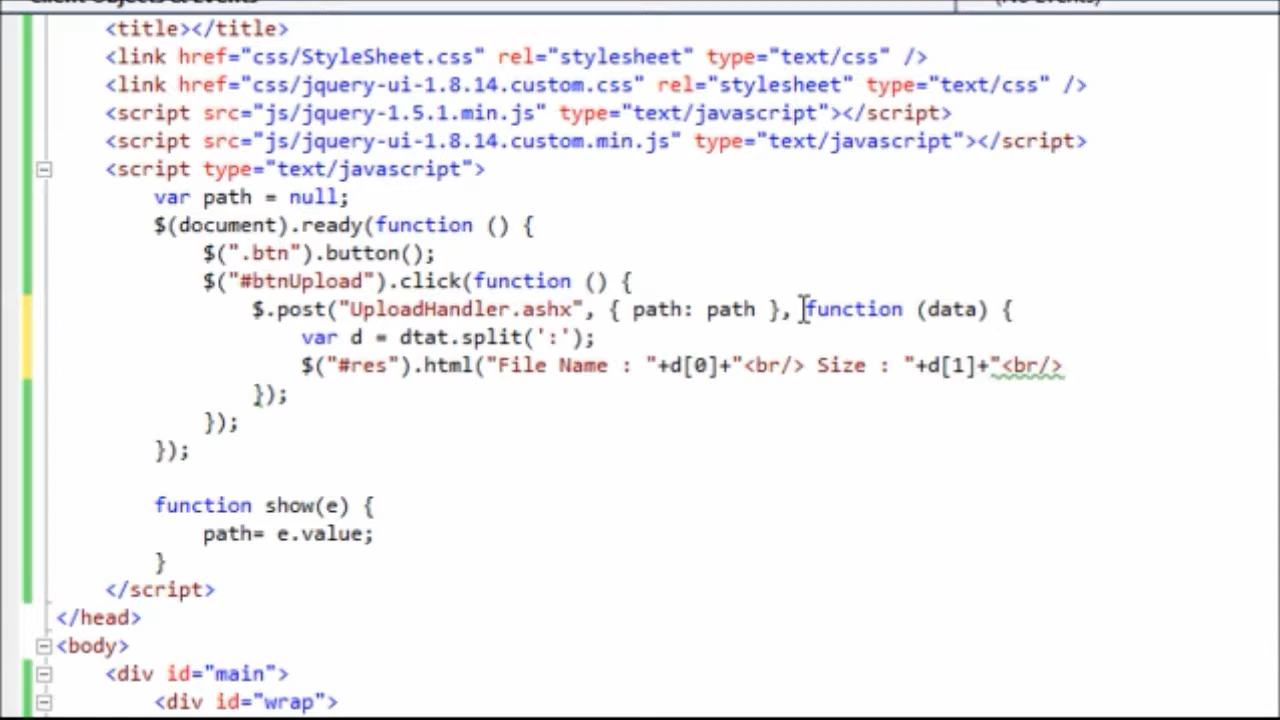 Client Objects & Events
(No Events)
<title></title>
<link href="css/StyleSheet.css" rel="stylesheet" type="text/css" />
<link href="css/jquery-ui-1.8.14.custom.css" rel="stylesheet" type="text/css" />
<script src="js/jquery-1.5.1.min.js" type="text/javascript"></script>
<script src="js/jquery-ui-1.8.14.custom.min.js" type="text/javascript"></script>
<script type="text/javascript">
var path = null;
$(document).ready(function () {
$(".btn").button();
$("#btnUpload").click(function () {
$.post("UploadHandler.ashx", { path: path }, function (data) {
var d = dtat.split(':');
$("#res").html("File Name : "+d[0]+"<br/> Size : "+d[1]+"<br/>
});
});
});
function show(e) {
path= e.value;
}
</script>
</head>
<body>
<div id="main">
<div id="wrap">